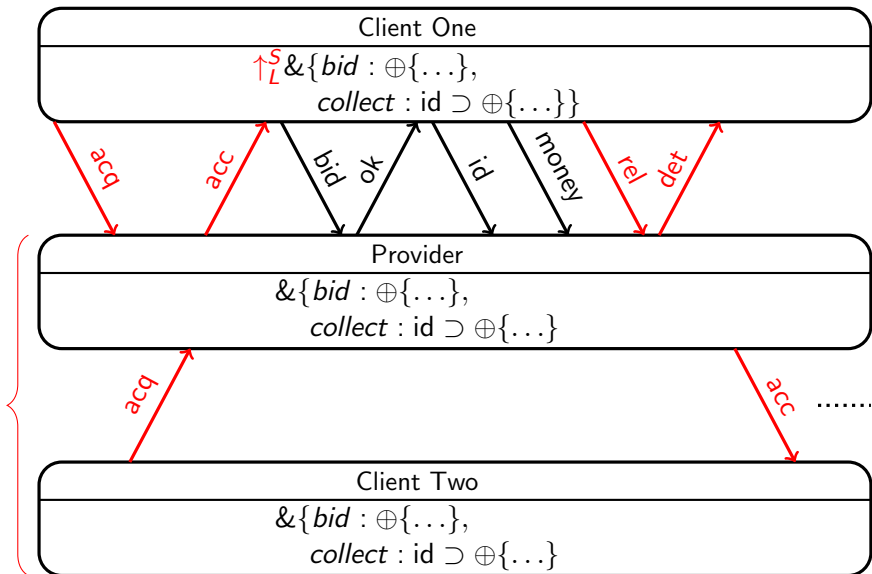 Client One
↑ᔆ_L &{bid : ⊕{...},
collect : id ⊃ ⊕{...}}
acq
acc
bid
ok
id
money
rel
det
Provider
&{bid : ⊕{...},
collect : id ⊃ ⊕{...}
acq
acc
........
Client Two
&{bid : ⊕{...},
collect : id ⊃ ⊕{...}